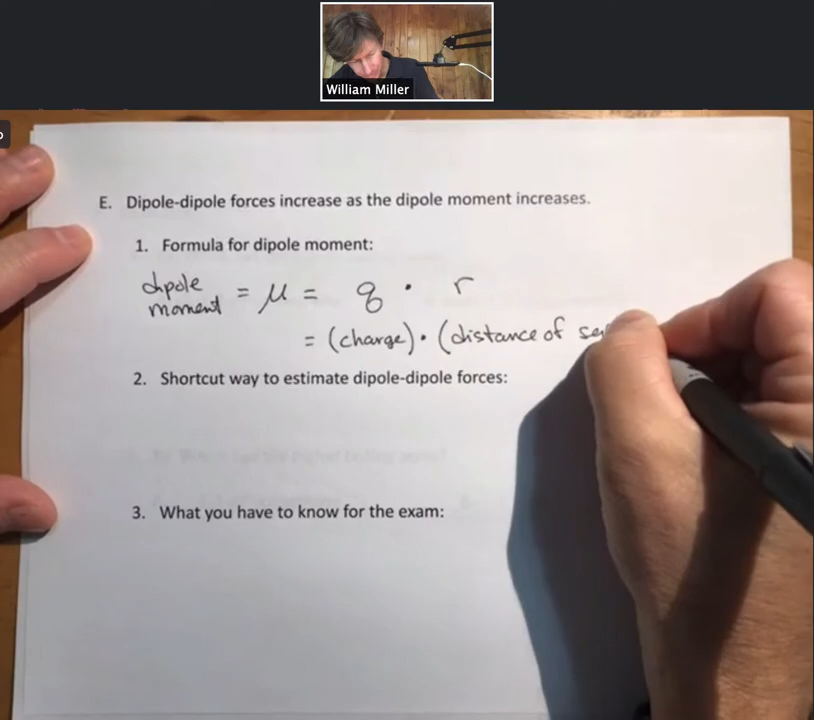 William Miller
E. Dipole-dipole forces increase as the dipole moment increases.
1. Formula for dipole moment:
dipole moment = μ = q · r
= (charge) · (distance of se
2. Shortcut way to estimate dipole-dipole forces:
3. What you have to know for the exam: